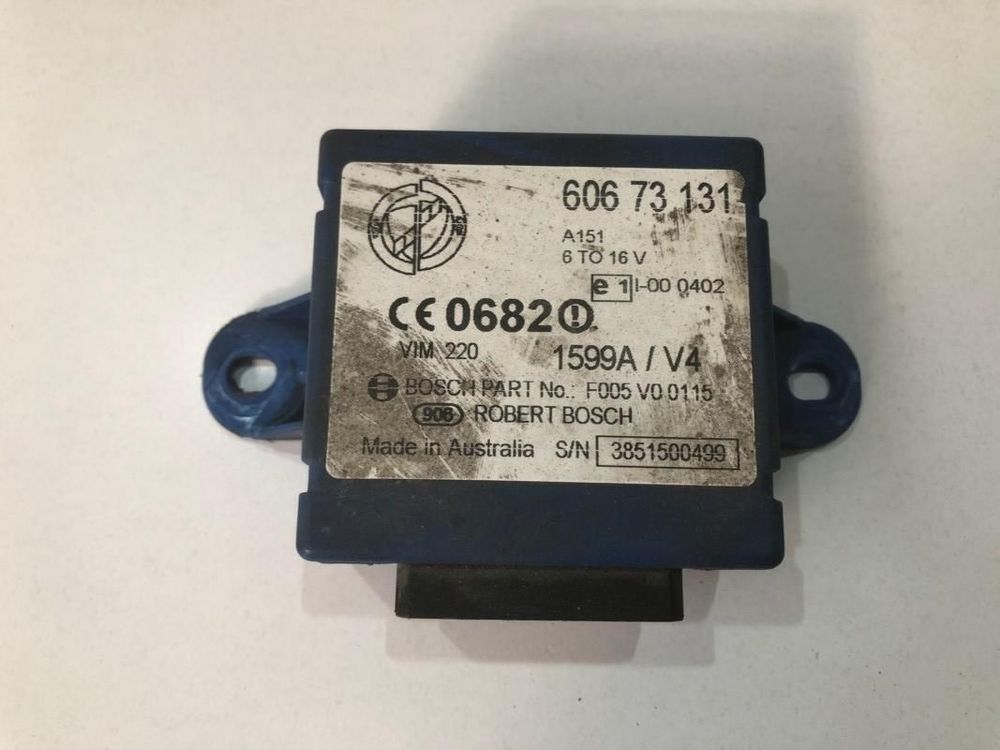 606 73 131
A151
6 TO 16 V
e 1 I-00 0402
CE 0682
VIM 220 1599A / V4
BOSCH PART No.: F005 V0 0115
906 ROBERT BOSCH
Made in Australia S/N 3851500499